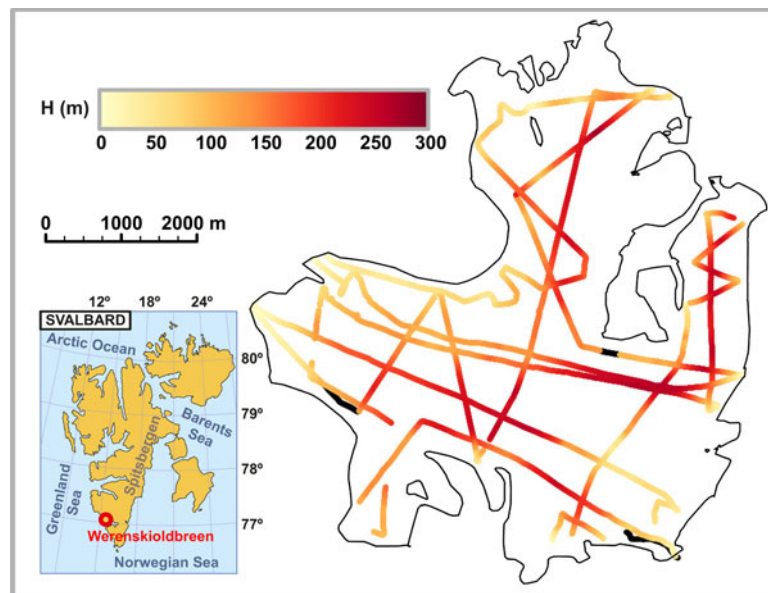 H (m)
0 50 100 150 200 250 300
0 1000 2000 m
12° 18° 24°
SVALBARD
Arctic Ocean
80°
Barents
Sea
79°
Spitsbergen
78°
Greenland
Sea
77°
Werenskioldbreen
Norwegian Sea